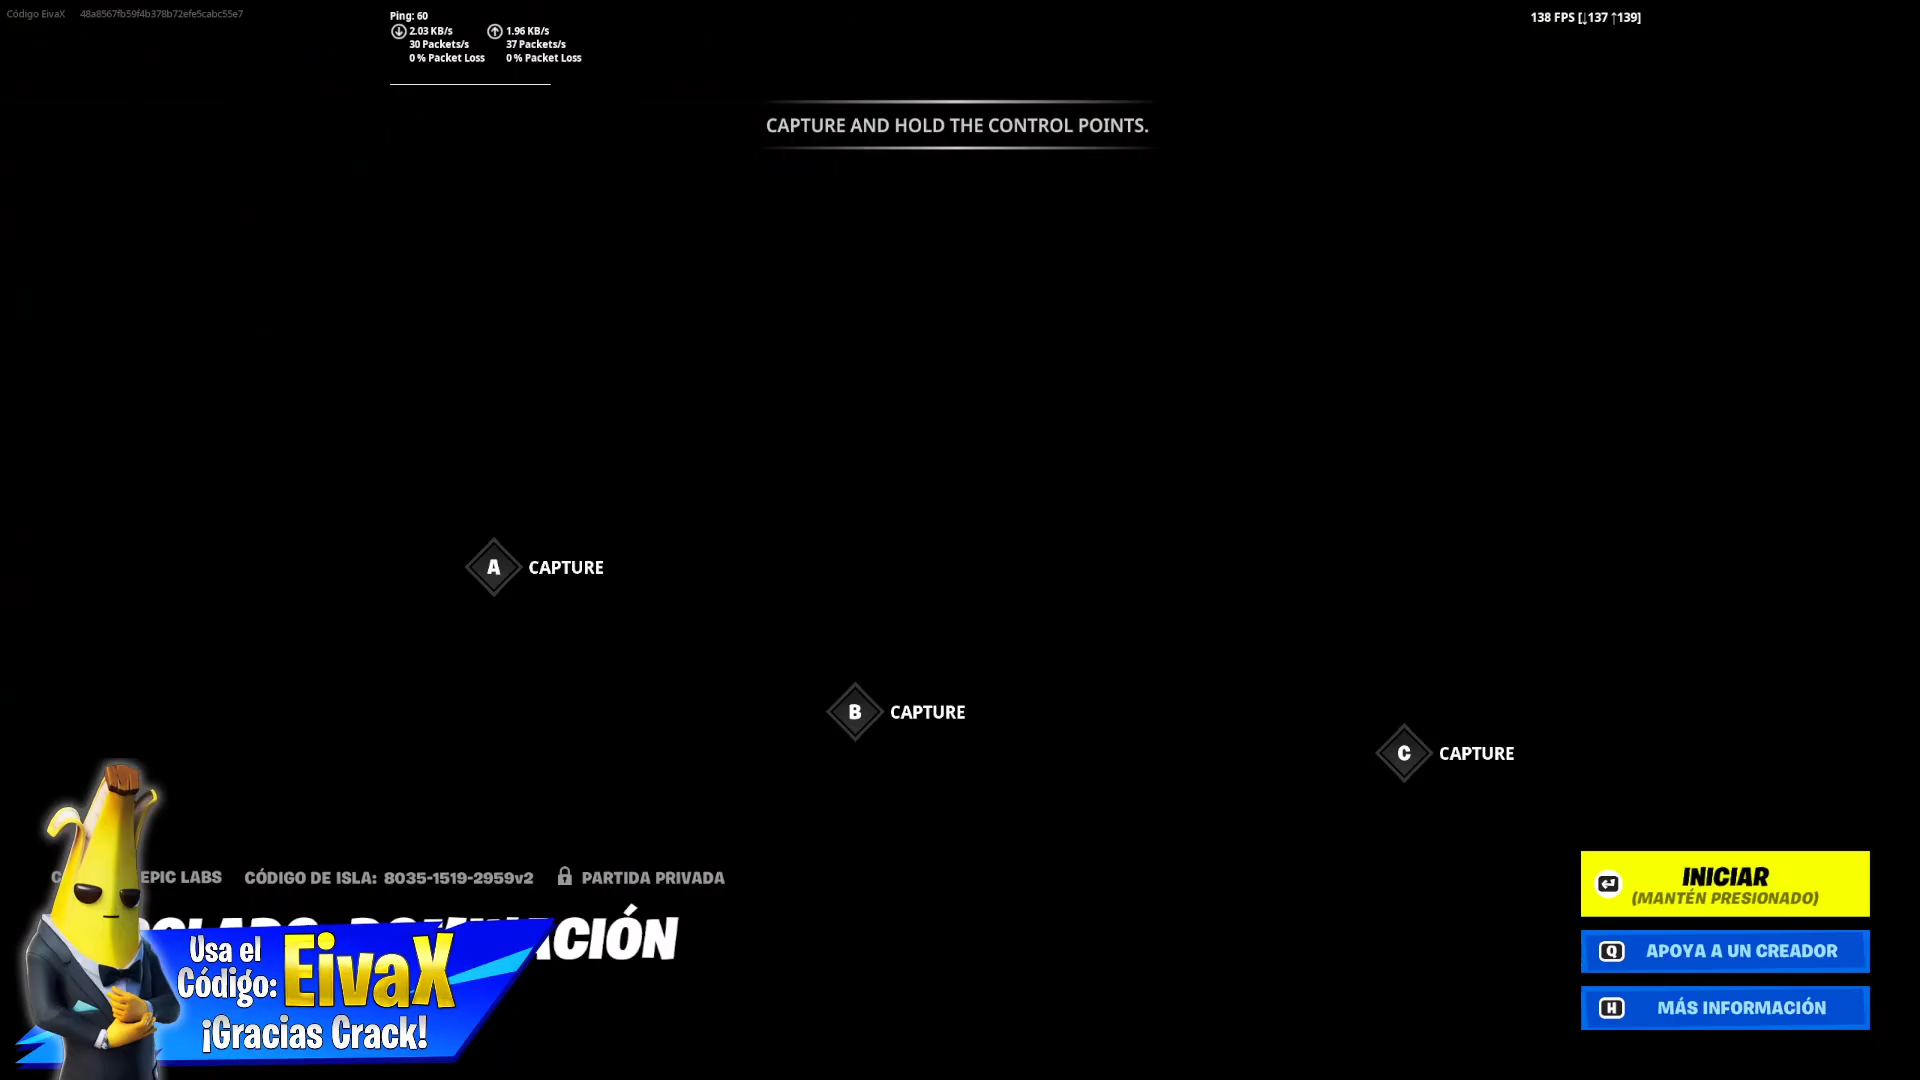 Código EivaX 48a8567fb59f4b378b72efe5cabc55e7
Ping: 60
2.03 KB/s 1.96 KB/s
30 Packets/s 37 Packets/s
0 % Packet Loss 0 % Packet Loss
138 FPS [↓137 ↑139]
CAPTURE AND HOLD THE CONTROL POINTS.
A CAPTURE
B CAPTURE
C CAPTURE
EPIC LABS CÓDIGO DE ISLA: 8035-1519-2959v2 PARTIDA PRIVADA
Usa el
Código: EivaX
¡Gracias Crack!
INICIAR
(MANTÉN PRESIONADO)
Q APOYA A UN CREADOR
H MÁS INFORMACIÓN